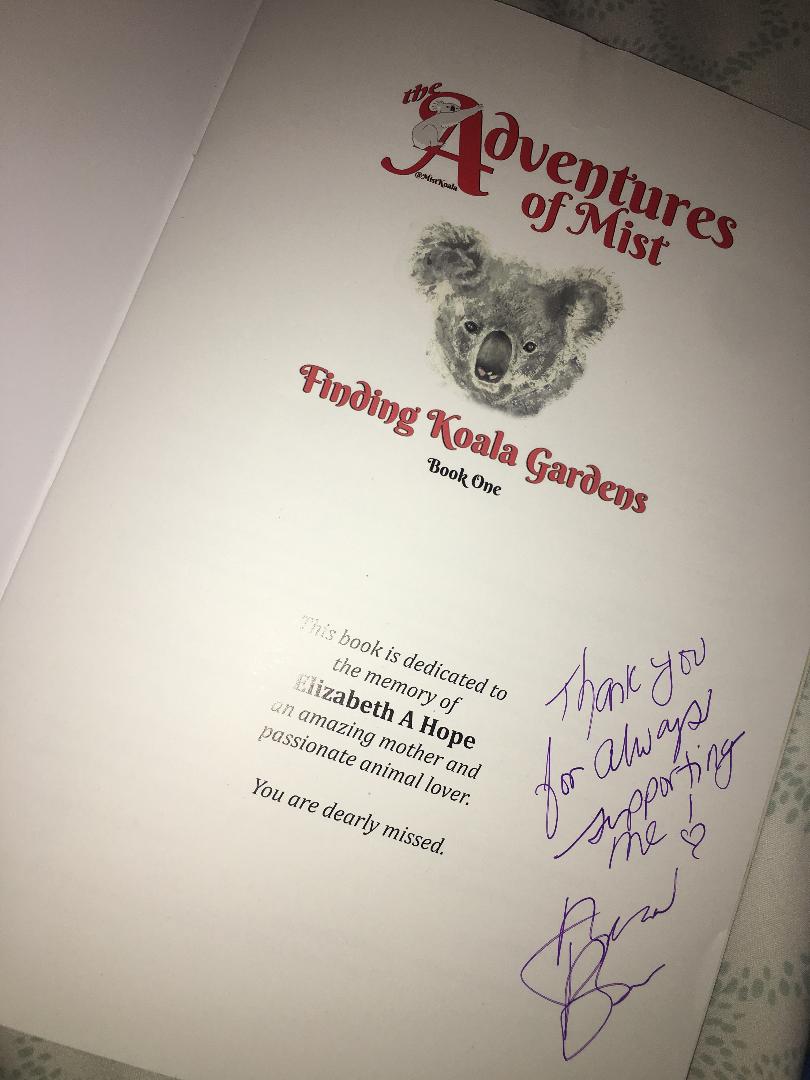 the Adventures
of Mist
@MistKoala
Finding Koala Gardens
Book One
This book is dedicated to
the memory of
Elizabeth A Hope
an amazing mother and
passionate animal lover.
You are dearly missed.
Thank you
for always
supporting
me!